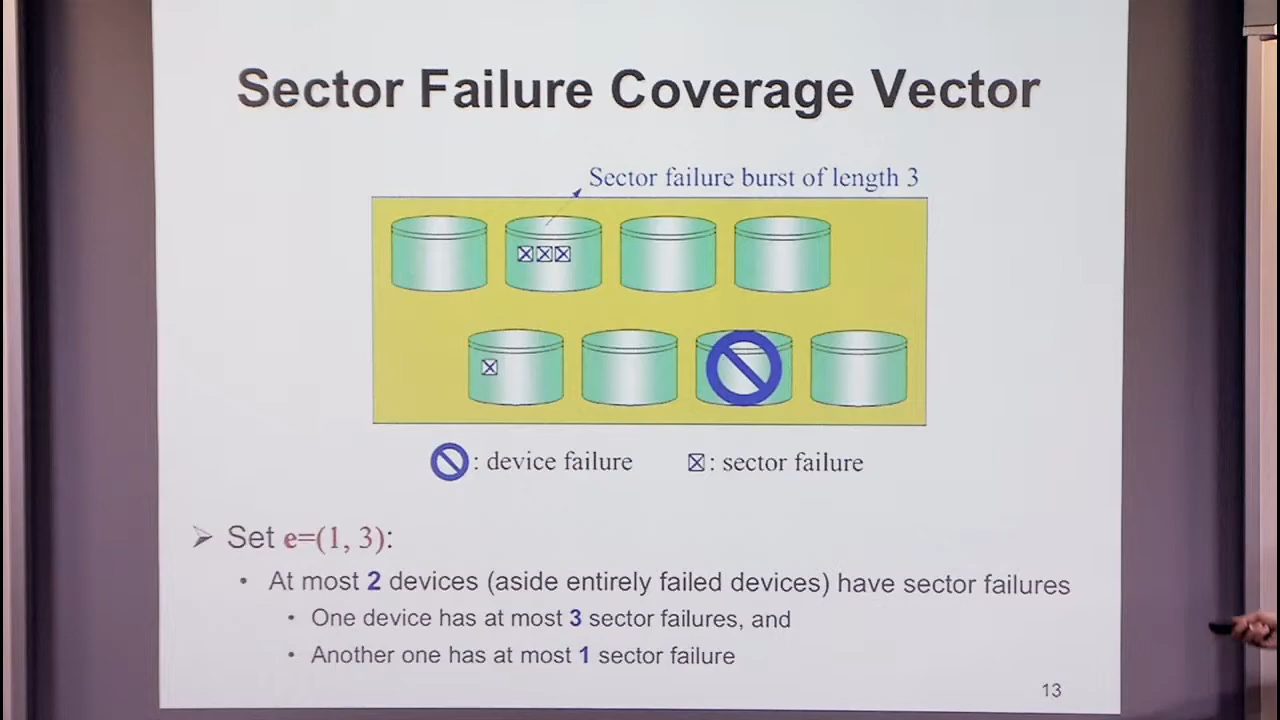 Sector Failure Coverage Vector
Sector failure burst of length 3
: device failure
: sector failure
Set e=(1, 3):
At most 2 devices (aside entirely failed devices) have sector failures
One device has at most 3 sector failures, and
Another one has at most 1 sector failure
13